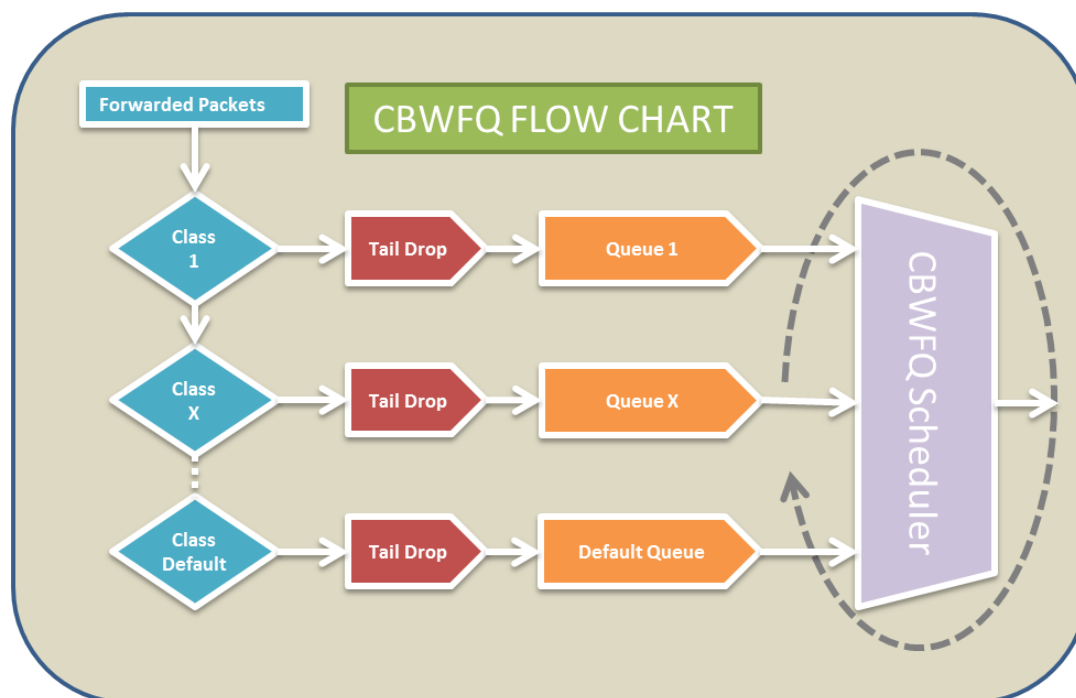 Forwarded Packets
CBWFQ FLOW CHART
Class
1
Tail Drop
Queue 1
Class
X
Tail Drop
Queue X
Class
Default
Tail Drop
Default Queue
CBWFQ Scheduler